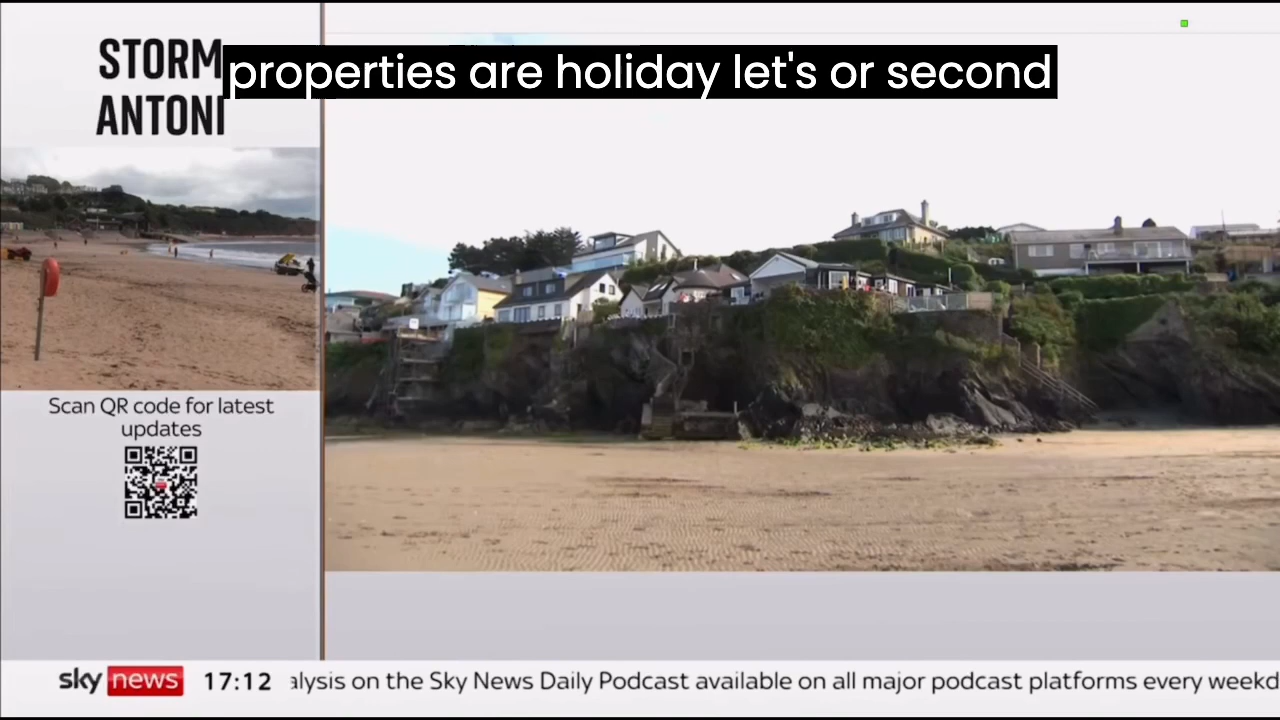 STORM
ANTONI
properties are holiday let's or second
Scan QR code for latest
updates
sky news 17:12 alysis on the Sky News Daily Podcast available on all major podcast platforms every weekd